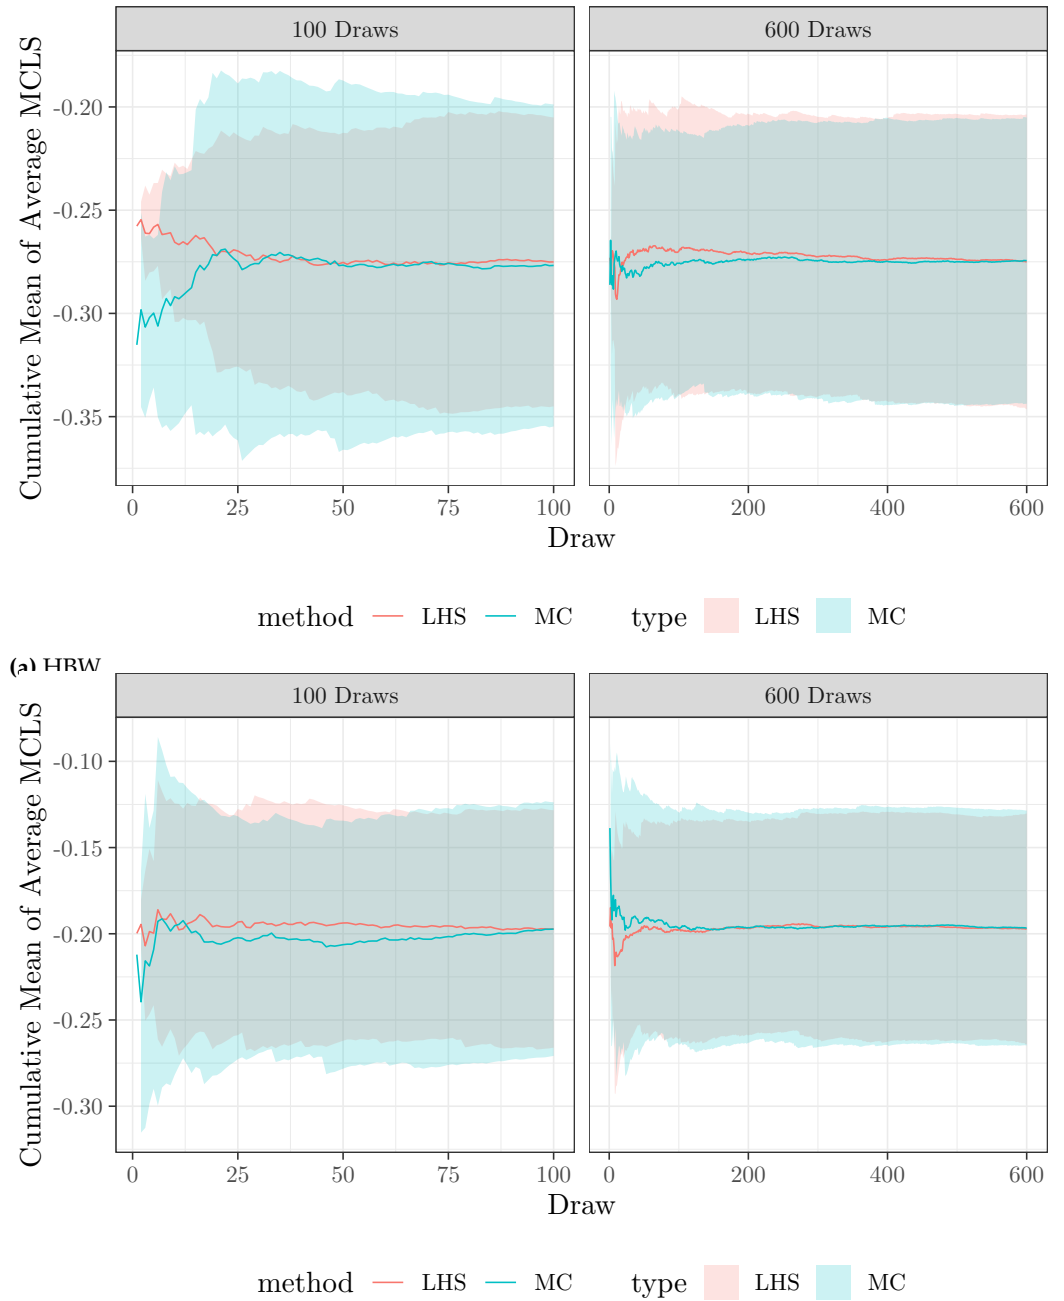 100 Draws 600 Draws
Cumulative Mean of Average MCLS
-0.20
-0.25
-0.30
-0.35
0 25 50 75 100 0 200 400 600
Draw
method LHS MC type LHS MC
(a) HBW
100 Draws 600 Draws
Cumulative Mean of Average MCLS
-0.10
-0.15
-0.20
-0.25
-0.30
0 25 50 75 100 0 200 400 600
Draw
method LHS MC type LHS MC